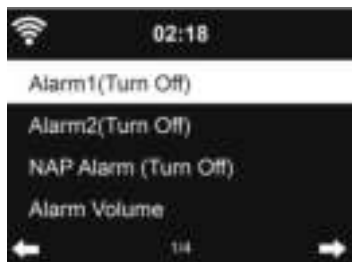 02:18
Alarm1(Turn Off)
Alarm2(Turn Off)
NAP Alarm (Turn Off)
Alarm Volume
1/4